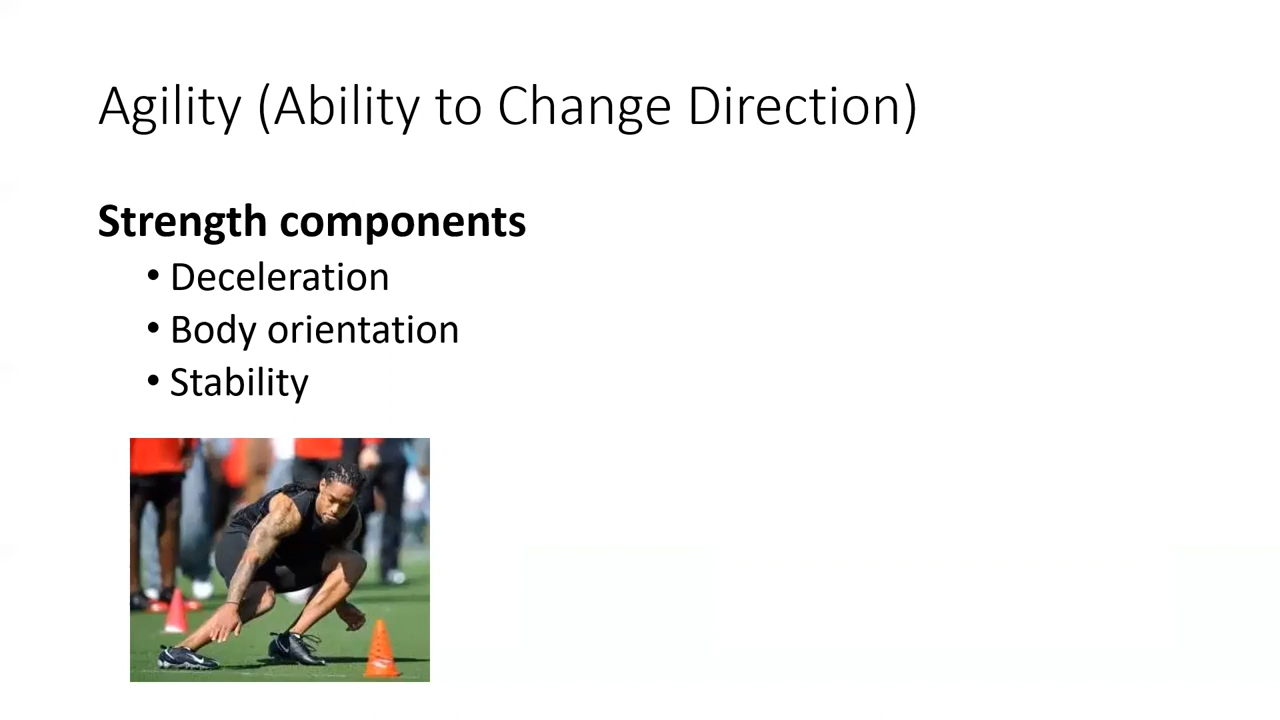 Agility (Ability to Change Direction)
Strength components
• Deceleration
• Body orientation
• Stability